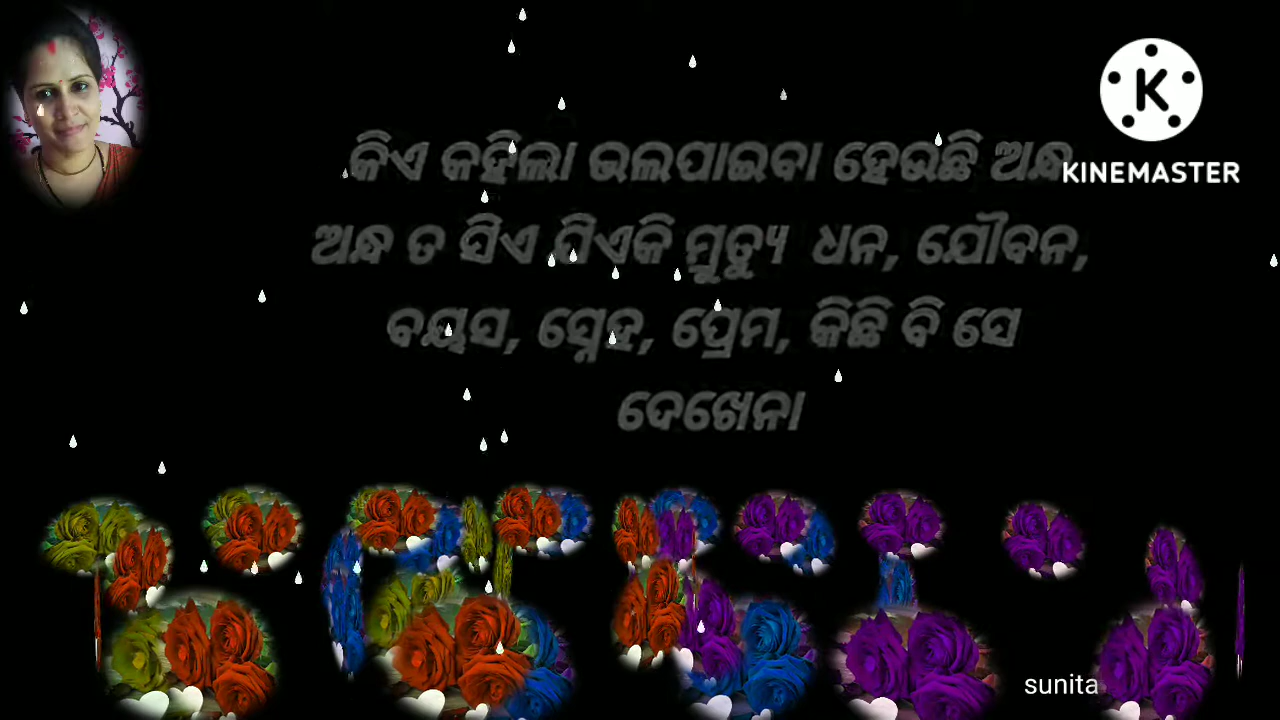 କିଏ କହିଲା ଭଲପାଇବା ହେଉଛି ଅନ୍ଧ
KINEMASTER
ଅନ୍ଧ ତ ସିଏ ଯିଏକି ମୃତ୍ୟୁ ଧନ, ଯୌବନ,
ବୟସ, ସ୍ନେହ, ପ୍ରେମ, କିଛି ବି ସେ
ଦେଖେନା
sunita